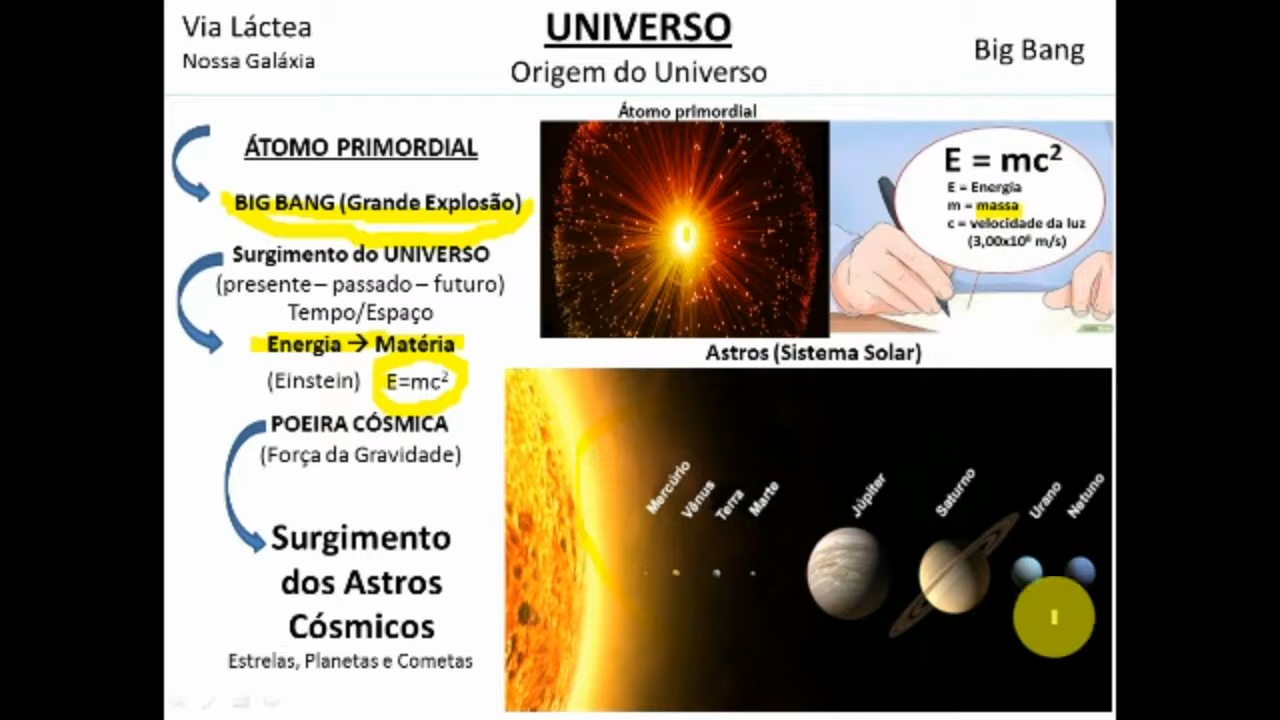 Via Láctea
Nossa Galáxia
UNIVERSO
Origem do Universo
Big Bang
ÁTOMO PRIMORDIAL
BIG BANG (Grande Explosão)
Surgimento do UNIVERSO
(presente – passado – futuro)
Tempo/Espaço
Energia → Matéria
(Einstein) E=mc²
POEIRA CÓSMICA
(Força da Gravidade)
Surgimento
dos Astros
Cósmicos
Estrelas, Planetas e Cometas
Átomo primordial
E = mc²
E = Energia
m = massa
c = velocidade da luz
Astros (Sistema Solar)
Mercúrio
Vênus
Terra
Marte
Júpiter
Saturno
Urano
Netuno